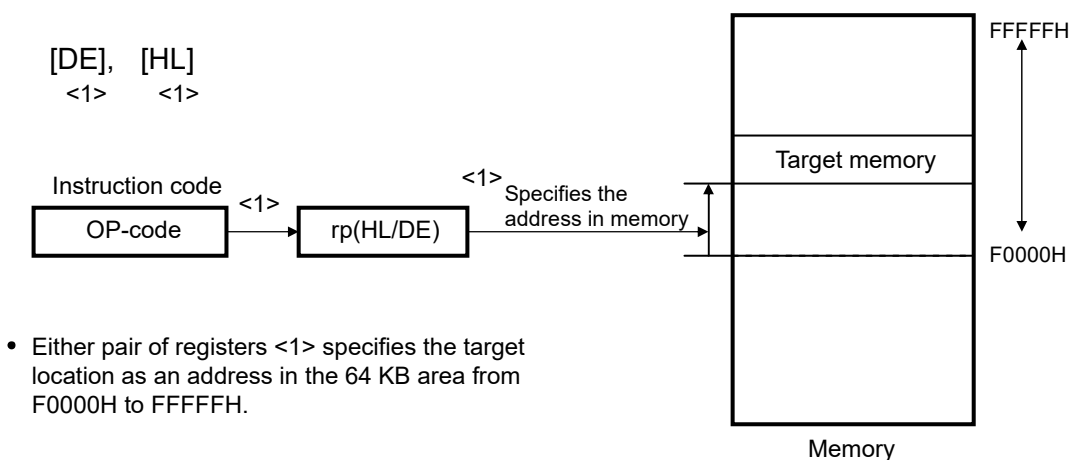 FFFFFH
[DE], [HL]
<1> <1>
Target memory
Instruction code
<1>
<1>
Specifies the
address in memory
OP-code
rp(HL/DE)
F0000H
• Either pair of registers <1> specifies the target
location as an address in the 64 KB area from
F0000H to FFFFFH.
Memory